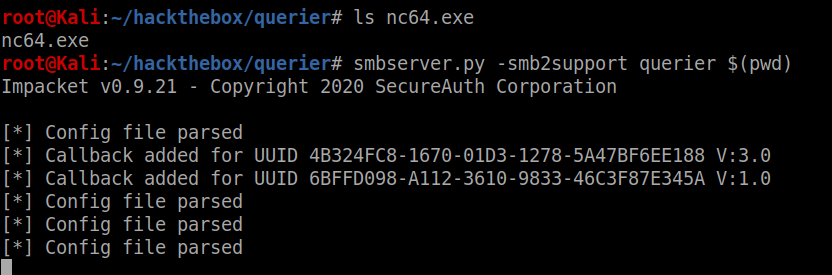 root@Kali:~/hackthebox/querier# ls nc64.exe
nc64.exe
root@Kali:~/hackthebox/querier# smbserver.py -smb2support querier $(pwd)
Impacket v0.9.21 - Copyright 2020 SecureAuth Corporation
[*] Config file parsed
[*] Callback added for UUID 4B324FC8-1670-01D3-1278-5A47BF6EE188 V:3.0
[*] Callback added for UUID 6BFFD098-A112-3610-9833-46C3F87E345A V:1.0
[*] Config file parsed
[*] Config file parsed
[*] Config file parsed